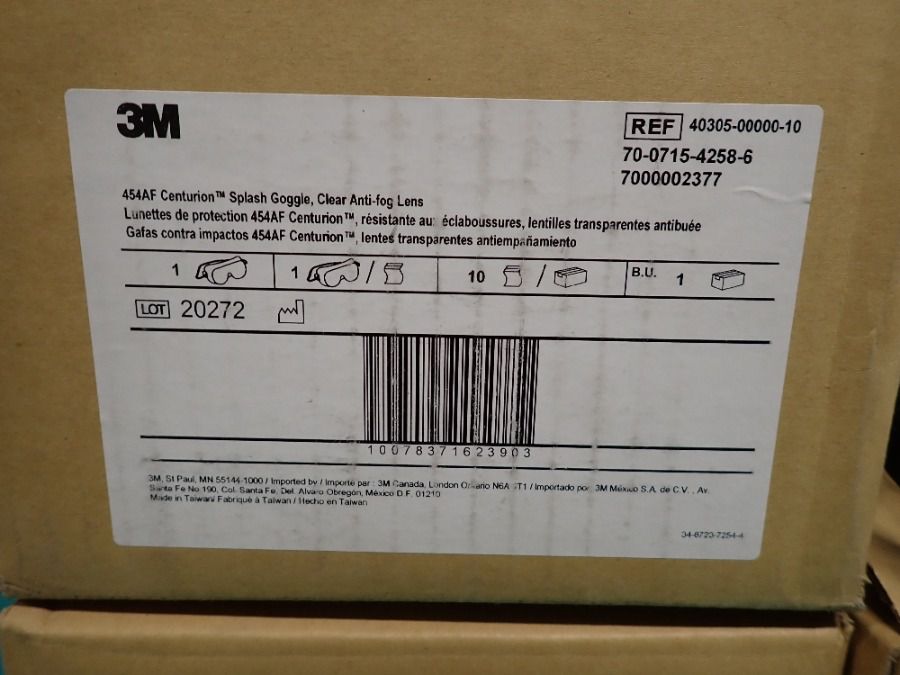 3M
REF 40305-00000-10
70-0715-4258-6
7000002377
454AF Centurion™ Splash Goggle, Clear Anti-fog Lens
Lunettes de protection 454AF Centurion™, résistante au éclaboussures, lentilles transparentes antibuée
Gafas contra impactos 454AF Centurion™, lentes transparentes antiempañamiento
1 1 / 10 / B.U. 1
LOT 20272
10078371623903
3M, St Paul, MN 55144-1000 / Imported by / Importé par : 3M Canada, London N6A T1 / Importado por 3M México S.A. de C.V. , Av.
Santa Fe No 190, Col. Santa Fe, Del. Alvaro Obregón, México D.F. 01210
Made in Taiwan/ Fabriqué à Taiwan / Hecho en Taiwan
34-8723-7254-4